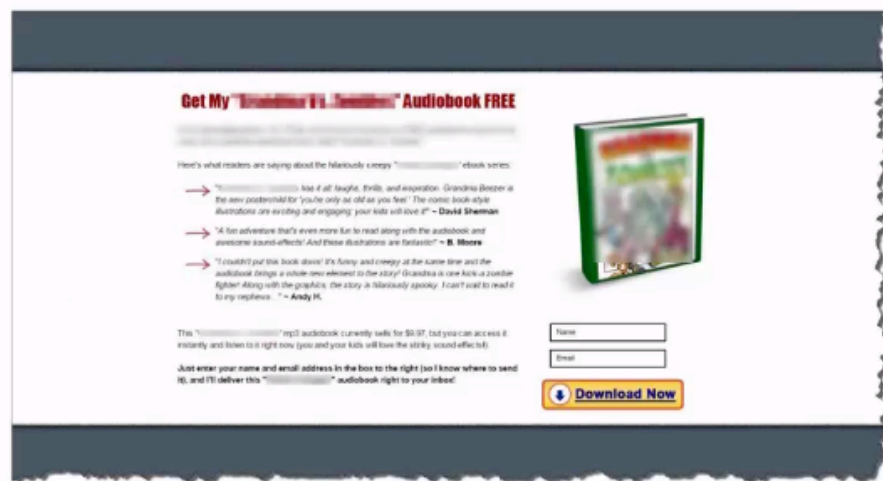 Get My Audiobook FREE
Here's what readers are saying about the hilariously creepy " " ebook series:
" has it all: laughs, thrills, and inspiration. Grandma Beezer is
the new posterchild for 'you're only as old as you feel.' The comic book-style
illustrations are exciting and engaging; your kids will love it!" ~ David Sherman
"A fun adventure that's even more fun to read along with the audiobook and
awesome sound-effects! And these illustrations are fantastic!" ~ B. Moore
"I couldn't put this book down! It's funny and creepy at the same time and the
audiobook brings a whole new element to the story! Grandma is one kick-a zombie
fighter! Along with the graphics, the story is hilariously spooky. I can't wait to read it
to my nephews..." ~ Andy H.
This " " mp3 audiobook currently sells for $9.97, but you can access it
instantly and listen to it right now (you and your kids will love the stinky sound effects!).
Just enter your name and email address in the box to the right (so I know where to send
it), and I'll deliver this " " audiobook right to your inbox!
Name
Email
Download Now